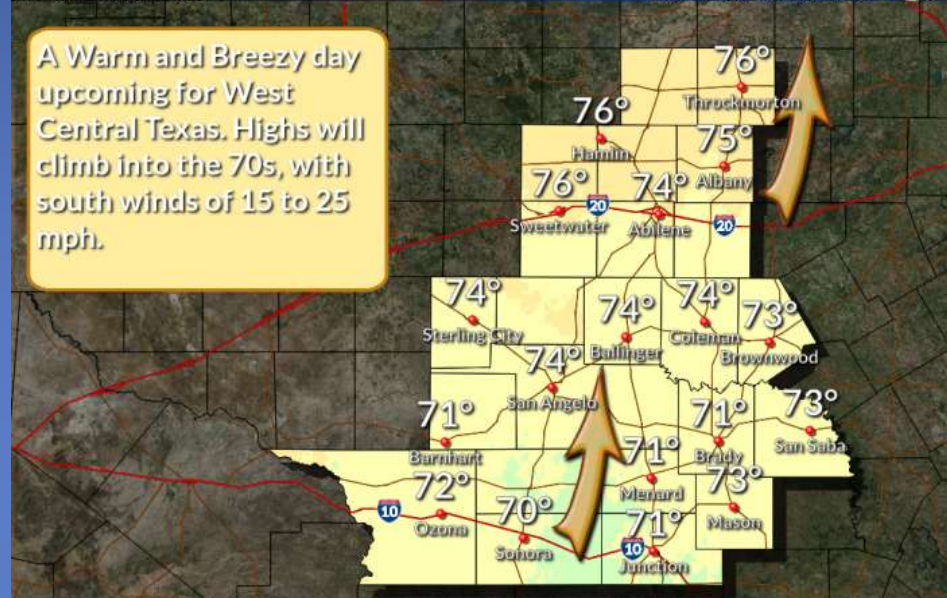 A Warm and Breezy day
upcoming for West
Central Texas. Highs will
climb into the 70s, with
south winds of 15 to 25
mph.
76°
Throckmorton
76°
Hamlin
75°
Albany
76°
Sweetwater
20
74°
Abilene
20
74°
Sterling City
74°
Ballinger
74°
Coleman
73°
Brownwood
74°
San Angelo
71°
Barnhart
71°
Brady
73°
San Saba
71°
Menard
73°
Mason
72°
Ozona
10
70°
Sonora
71°
Junction
10